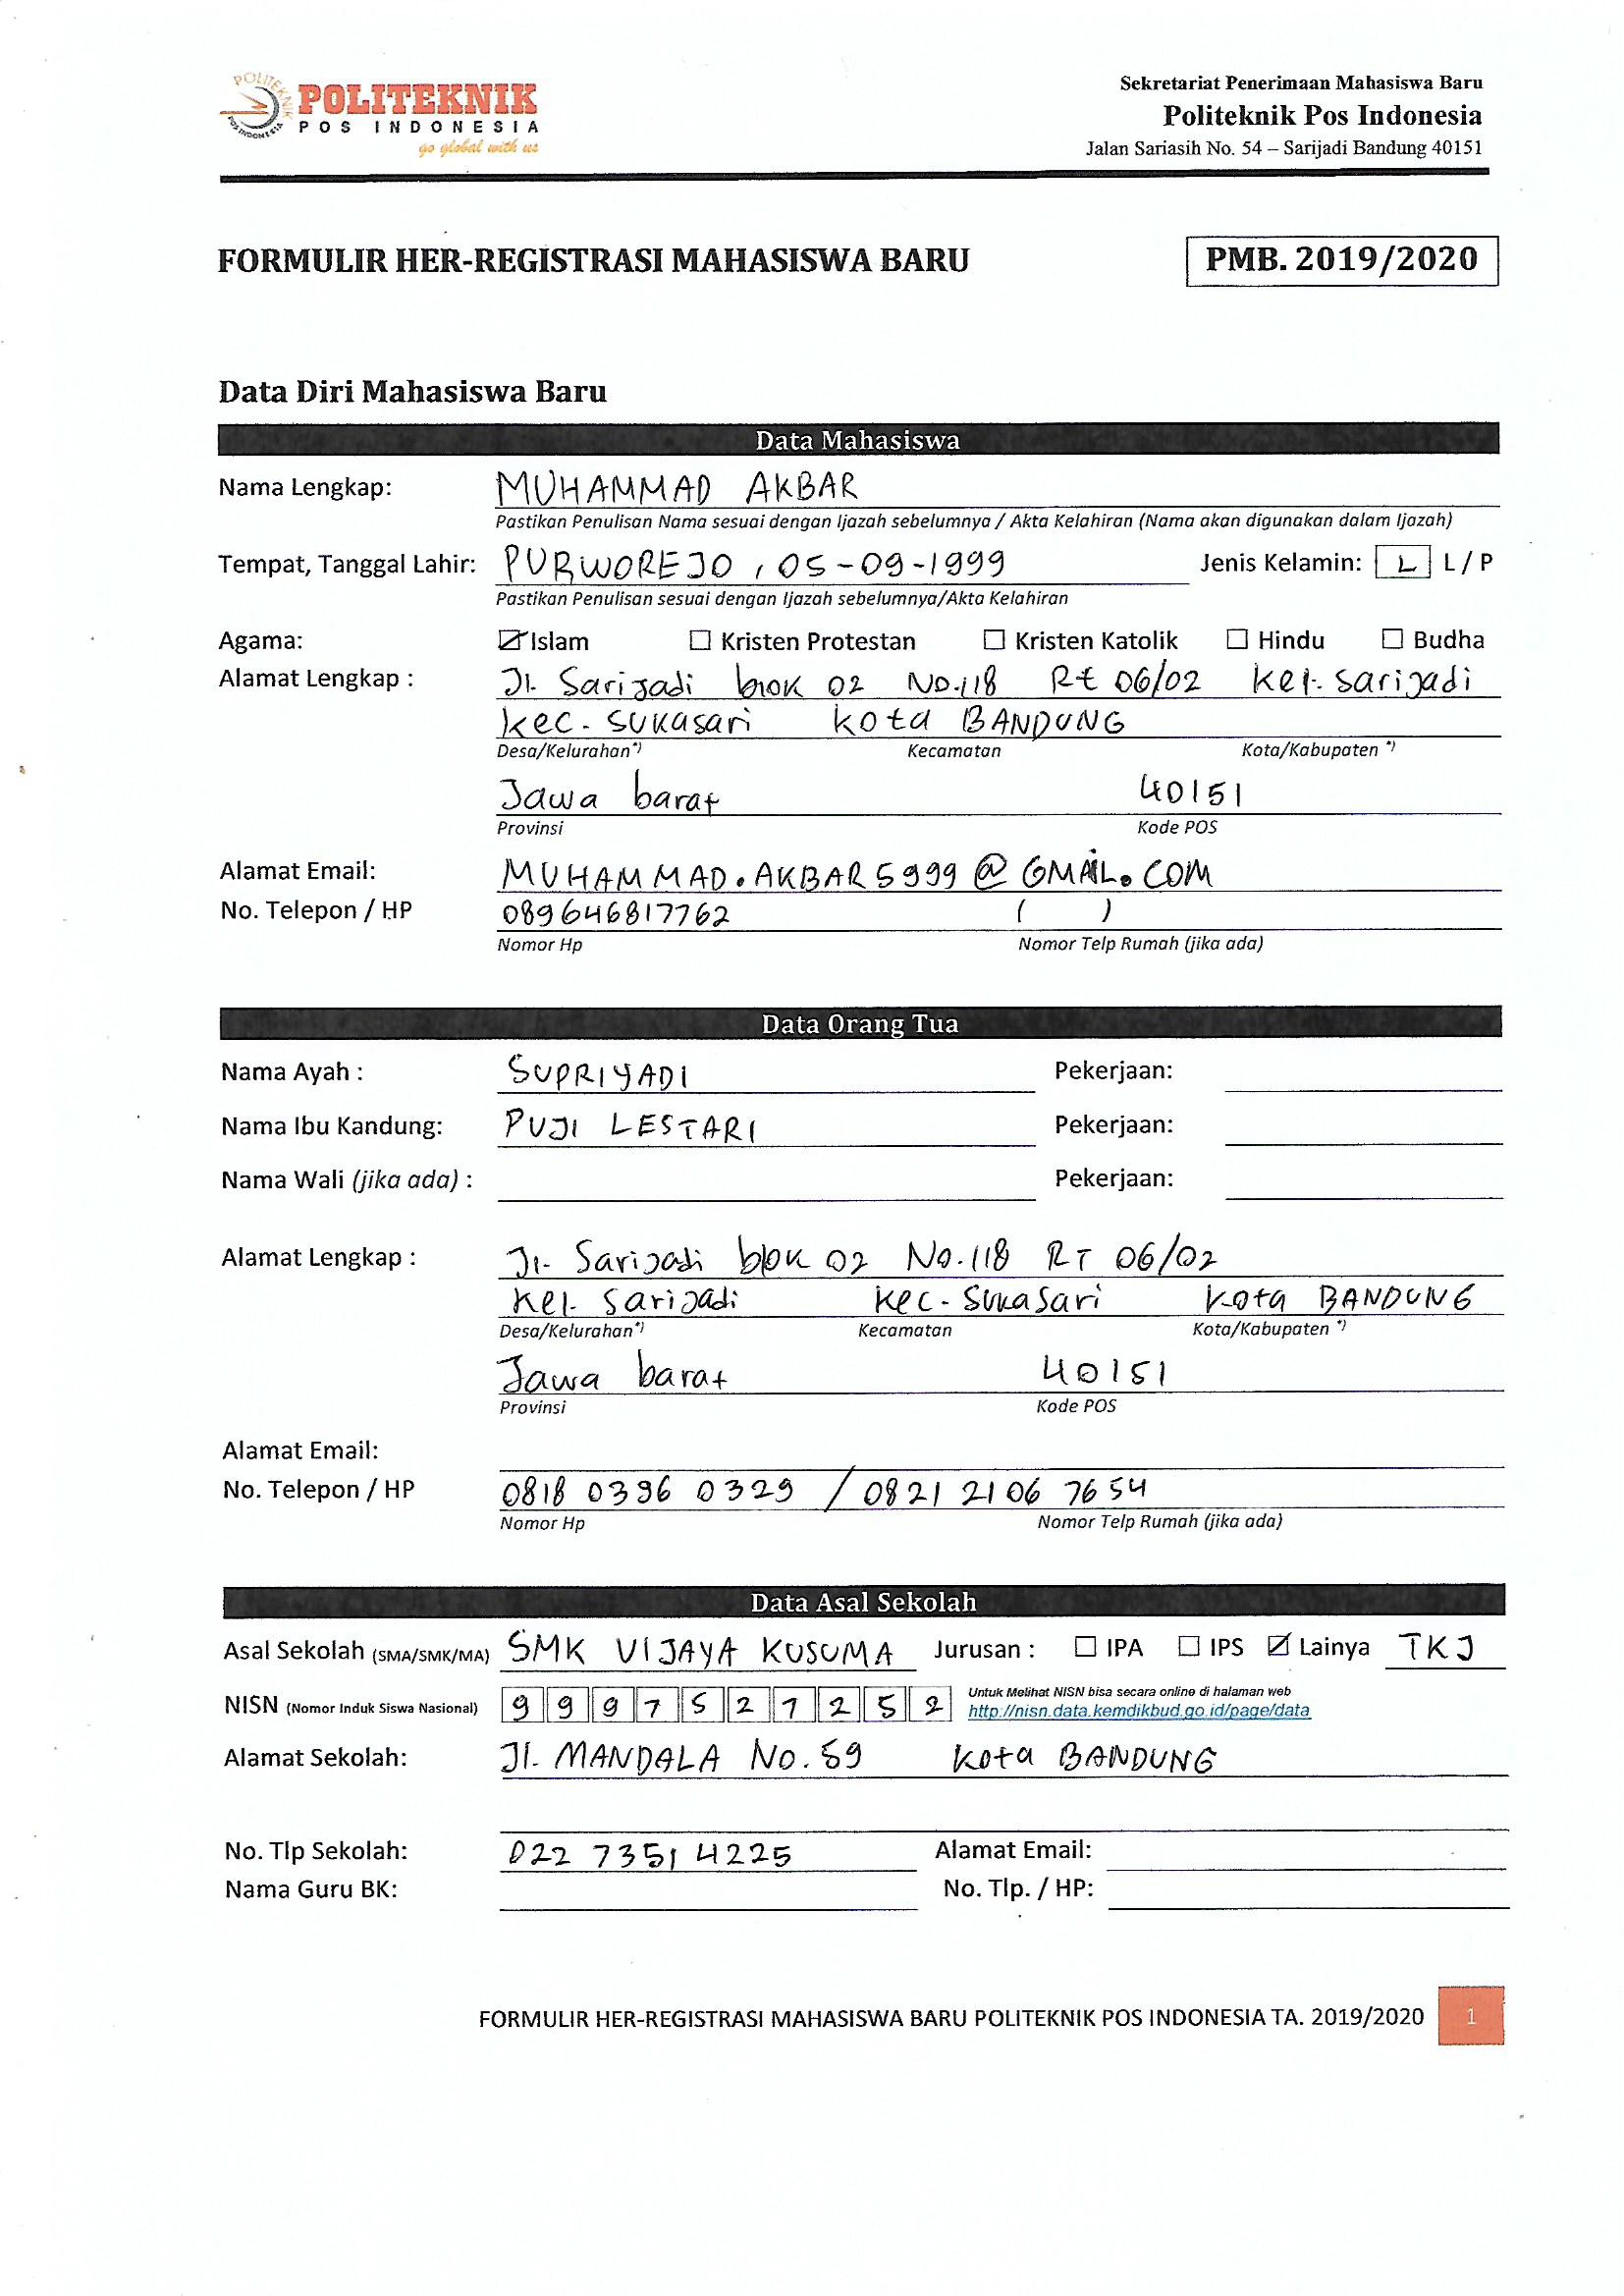 POLITEKNIK POS INDONESIA
POLITEKNIK
POS INDONESIA
go global with us
Sekretariat Penerimaan Mahasiswa Baru
Politeknik Pos Indonesia
Jalan Sariasih No. 54 – Sarijadi Bandung 40151
FORMULIR HER-REGISTRASI MAHASISWA BARU PMB. 2019/2020
Data Diri Mahasiswa Baru
Data Mahasiswa
Nama Lengkap: MUHAMMAD AKBAR
Pastikan Penulisan Nama sesuai dengan Ijazah sebelumnya / Akta Kelahiran (Nama akan digunakan dalam Ijazah)
Tempat, Tanggal Lahir: PURWOREJO, 05-09-1999 Jenis Kelamin: L L / P
Pastikan Penulisan sesuai dengan Ijazah sebelumnya/Akta Kelahiran
Agama: ☑ Islam ☐ Kristen Protestan ☐ Kristen Katolik ☐ Hindu ☐ Budha
Alamat Lengkap : Jl. Sarijadi blok 02 No.118 Rt 06/02 kel. sarijadi
kec. sukasari kota BANDUNG
Desa/Kelurahan*) Kecamatan Kota/Kabupaten *)
Jawa barat 40151
Provinsi Kode POS
Alamat Email: MUHAMMAD.AKBAR5999@GMAIL.COM
No. Telepon / HP 089646817762 ( )
Nomor Hp Nomor Telp Rumah (jika ada)
Data Orang Tua
Nama Ayah : SUPRIYADI Pekerjaan:
Nama Ibu Kandung: PUJI LESTARI Pekerjaan:
Nama Wali (jika ada) : Pekerjaan:
Alamat Lengkap : Jl. Sarijadi blok 02 No.118 RT 06/02
kel. sarijadi kec. sukasari kota BANDUNG
Desa/Kelurahan*) Kecamatan Kota/Kabupaten *)
Jawa barat 40151
Provinsi Kode POS
Alamat Email:
No. Telepon / HP 0818 0396 0329 / 0821 2106 7654
Nomor Hp Nomor Telp Rumah (jika ada)
Data Asal Sekolah
Asal Sekolah (SMA/SMK/MA) SMK VIJAYA KUSUMA Jurusan : ☐ IPA ☐ IPS ☑ Lainya TKJ
NISN (Nomor Induk Siswa Nasional) 9 9 9 7 5 2 7 2 5 2 Untuk Melihat NISN bisa secara online di halaman web
http://nisn.data.kemdikbud.go.id/page/data
Alamat Sekolah: Jl. MANDALA No.59 Kota BANDUNG
No. Tlp Sekolah: 022 7351 4225 Alamat Email:
Nama Guru BK: No. Tlp. / HP:
FORMULIR HER-REGISTRASI MAHASISWA BARU POLITEKNIK POS INDONESIA TA. 2019/2020 1